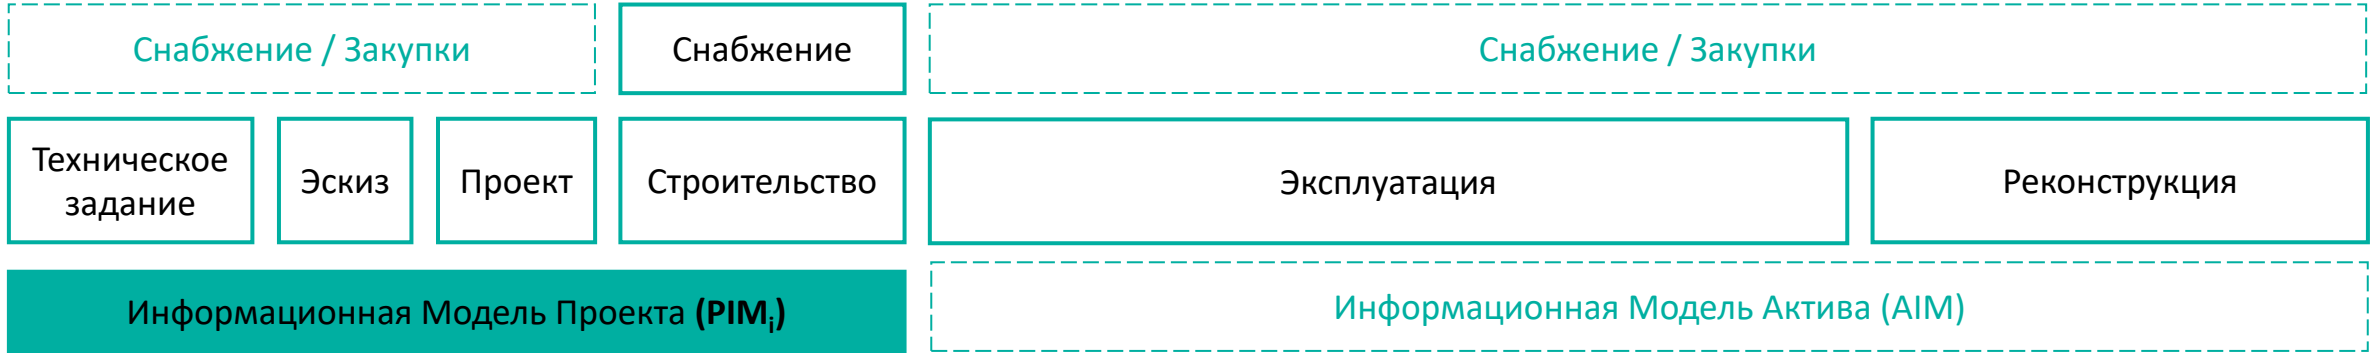 Снабжение / Закупки
Снабжение
Снабжение / Закупки
Техническое
задание
Эскиз
Проект
Строительство
Эксплуатация
Реконструкция
Информационная Модель Проекта (PIMi)
Информационная Модель Актива (AIM)